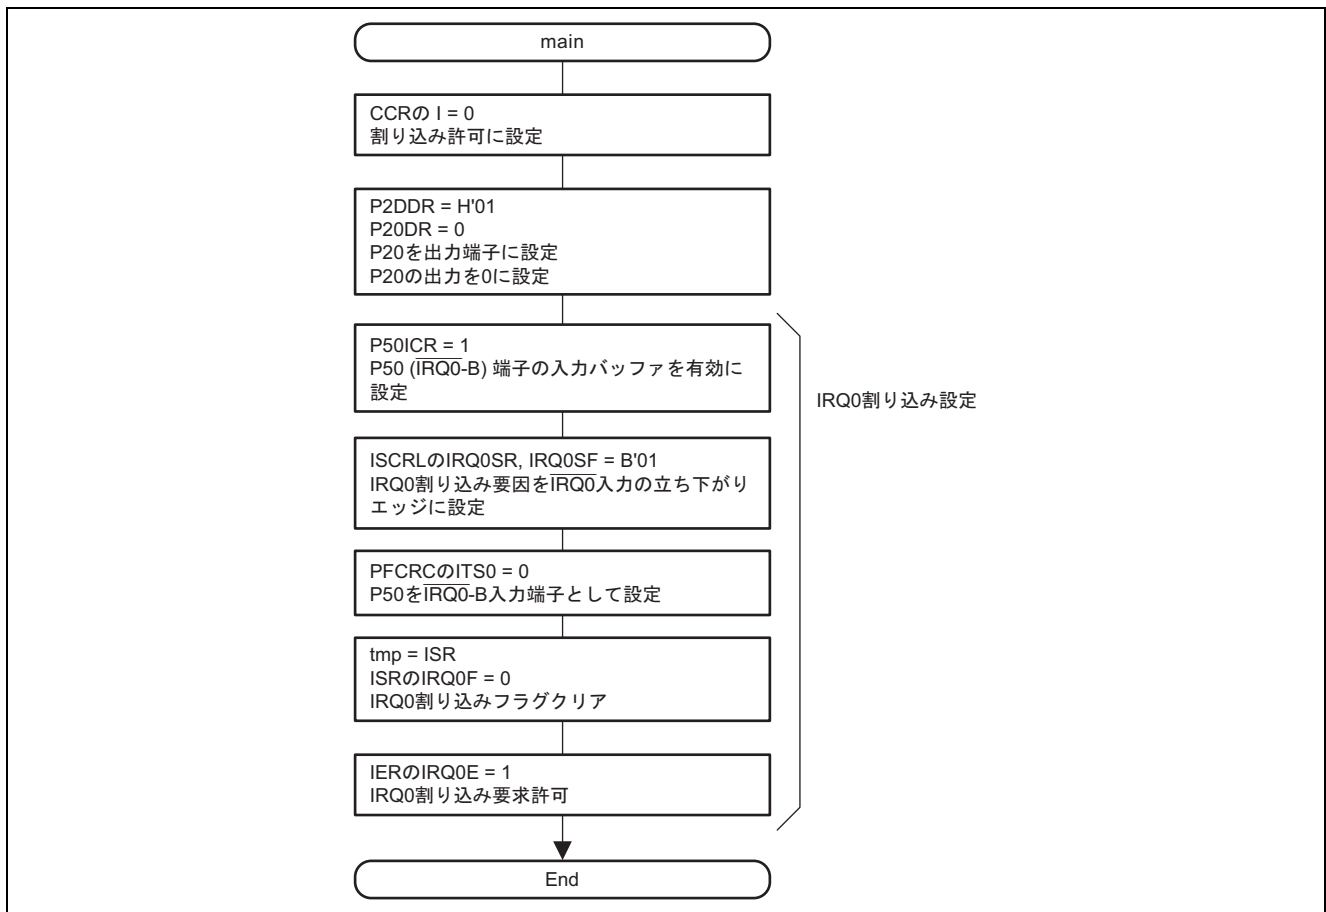 main
CCRの I = 0
割り込み許可に設定
P2DDR = H'01
P20DR = 0
P20を出力端子に設定
P20の出力を0に設定
P50ICR = 1
P50 (I̅R̅Q̅0̅-B) 端子の入力バッファを有効に
設定
IRQ0割り込み設定
ISCRLのIRQ0SR, IRQ0SF = B'01
IRQ0割り込み要因をI̅R̅Q̅0̅入力の立ち下がり
エッジに設定
PFCRCのITS0 = 0
P50をI̅R̅Q̅0̅-B入力端子として設定
tmp = ISR
ISRのIRQ0F = 0
IRQ0割り込みフラグクリア
IERのIRQ0E = 1
IRQ0割り込み要求許可
End